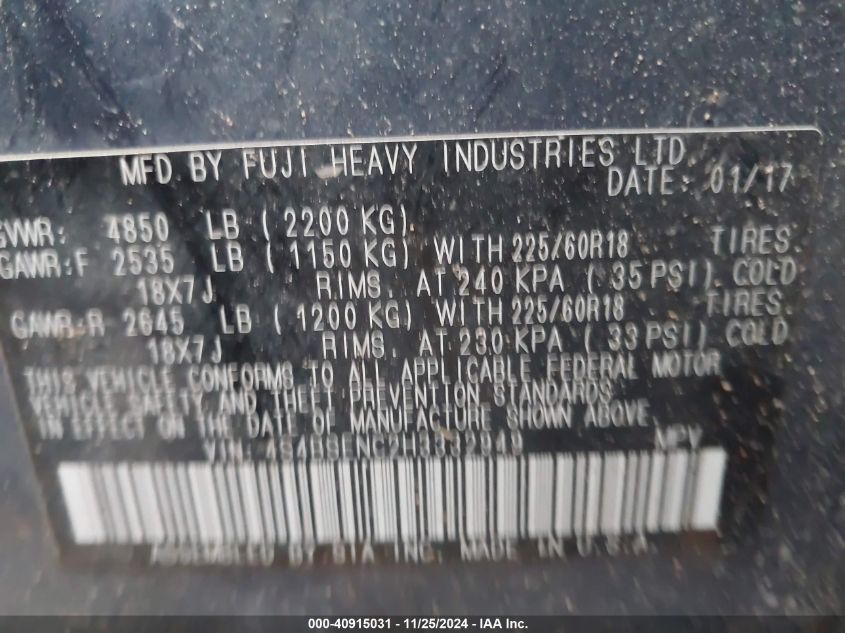 MFD BY FUJI HEAVY INDUSTRIES LTD
DATE: 01/17
GVWR: 4850 LB (2200 KG)
GAWR:F 2535 LB (1150 KG) WITH 225/60R18 TIRES.
18X7J RIMS, AT 240 KPA (35 PSI) COLD
GAWR:R 2645 LB (1200 KG) WITH 225/60R18 TIRES.
18X7J RIMS, AT 230 KPA (33 PSI) COLD
THIS VEHICLE CONFORMS TO ALL APPLICABLE FEDERAL MOTOR
VEHICLE SAFETY AND THEFT PREVENTION STANDARDS
IN EFFECT ON THE DATE OF MANUFACTURE SHOWN ABOVE.
VIN: 4S4BSENC2H3332949 MPV
ASSEMBLED BY SIA INC. MADE IN U.S.A.
000-40915031 - 11/25/2024 - IAA Inc.